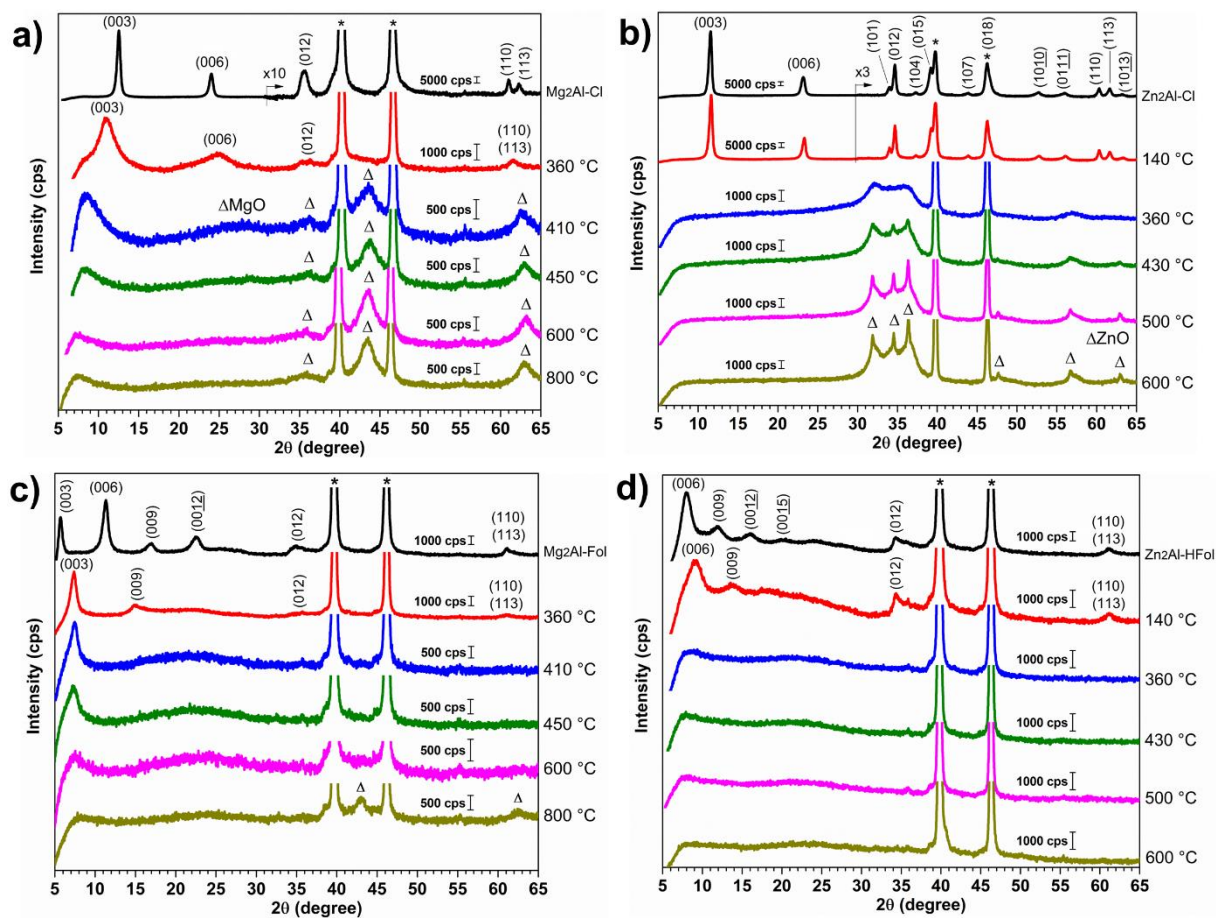 a)
(003)
(006)
x10
(012)
*
*
5000 cps
(110)
(113)
Mg2Al-Cl
(003)
(006)
(012)
1000 cps
(110)
(113)
360 °C
ΔMgO
Δ
Δ
500 cps
Δ
410 °C
Δ
Δ
500 cps
Δ
450 °C
Δ
Δ
500 cps
Δ
600 °C
Δ
Δ
500 cps
Δ
800 °C
Intensity (cps)
5 10 15 20 25 30 35 40 45 50 55 60 65
2θ (degree)
b)
(003)
(006)
5000 cps
x3
(101)
(012)
(015)
(104)
*
(107)
* (018)
(1010)
(0111)
(110)
(113)
(1013)
Zn2Al-Cl
5000 cps
140 °C
1000 cps
360 °C
1000 cps
430 °C
1000 cps
500 °C
ΔZnO
1000 cps
Δ Δ Δ
Δ Δ Δ
600 °C
Intensity (cps)
5 10 15 20 25 30 35 40 45 50 55 60 65
2θ (degree)
c)
(003)
(006)
(009)
(0012)
(012)
*
*
1000 cps
(110)
(113)
Mg2Al-Fol
(003)
(009)
(012)
1000 cps
(110)
(113)
360 °C
500 cps
410 °C
500 cps
450 °C
500 cps
600 °C
Δ
500 cps
Δ
800 °C
Intensity (cps)
5 10 15 20 25 30 35 40 45 50 55 60 65
2θ (degree)
d)
(006)
(009)
(0012)
(0015)
(012)
*
*
1000 cps
(110)
(113)
Zn2Al-HFol
(006)
(009)
(012)
1000 cps
(110)
(113)
140 °C
1000 cps
360 °C
1000 cps
430 °C
1000 cps
500 °C
1000 cps
600 °C
Intensity (cps)
5 10 15 20 25 30 35 40 45 50 55 60 65
2θ (degree)